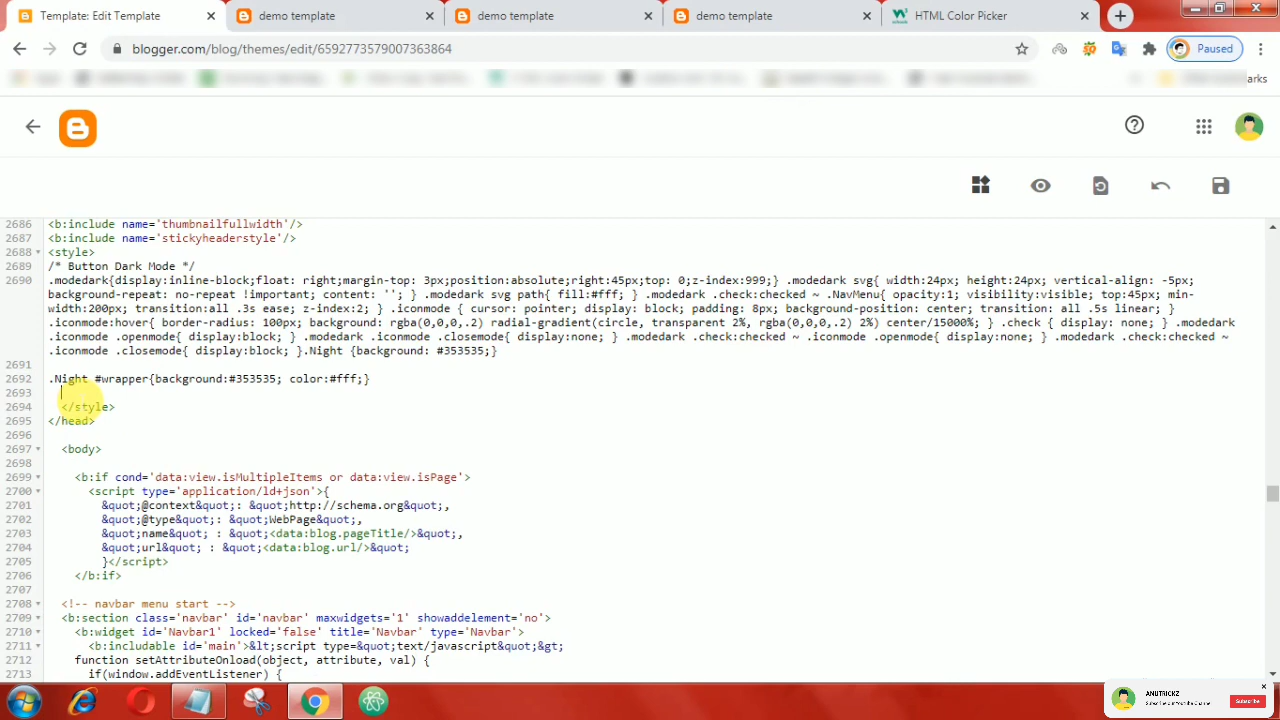 Template: Edit Template
demo template
demo template
demo template
HTML Color Picker
blogger.com/blog/themes/edit/6592773579007363864
Paused
arks
2686 <b:include name='thumbnailfullwidth'/>
2687 <b:include name='stickyheaderstyle'/>
2688 <style>
2689 /* Button Dark Mode */
2690 .modedark{display:inline-block;float: right;margin-top: 3px;position:absolute;right:45px;top: 0;z-index:999;} .modedark svg{ width:24px; height:24px; vertical-align: -5px;
background-repeat: no-repeat !important; content: ''; } .modedark svg path{ fill:#fff; } .modedark .check:checked ~ .NavMenu{ opacity:1; visibility:visible; top:45px; min-
width:200px; transition:all .3s ease; z-index:2; } .iconmode { cursor: pointer; display: block; padding: 8px; background-position: center; transition: all .5s linear; }
.iconmode:hover{ border-radius: 100px; background: rgba(0,0,0,.2) radial-gradient(circle, transparent 2%, rgba(0,0,0,.2) 2%) center/15000%; } .check { display: none; } .modedark
.iconmode .openmode{ display:block; } .modedark .iconmode .closemode{ display:none; } .modedark .check:checked ~ .iconmode .openmode{ display:none; } .modedark .check:checked ~
.iconmode .closemode{ display:block; }.Night {background: #353535;}
2691
2692 .Night #wrapper{background:#353535; color:#fff;}
2693
2694 </style>
2695 </head>
2696
2697 <body>
2698
2699 <b:if cond='data:view.isMultipleItems or data:view.isPage'>
2700 <script type='application/ld+json'>{
2701 &quot;@context&quot;: &quot;http://schema.org&quot;,
2702 &quot;@type&quot;: &quot;WebPage&quot;,
2703 &quot;name&quot; : &quot;<data:blog.pageTitle/>&quot;,
2704 &quot;url&quot; : &quot;<data:blog.url/>&quot;
2705 }</script>
2706 </b:if>
2707
2708 <!-- navbar menu start -->
2709 <b:section class='navbar' id='navbar' maxwidgets='1' showaddelement='no'>
2710 <b:widget id='Navbar1' locked='false' title='Navbar' type='Navbar'>
2711 <b:includable id='main'>&lt;script type=&quot;text/javascript&quot;&gt;
2712 function setAttributeOnload(object, attribute, val) {
2713 if(window.addEventListener) {
ANUTRICKZ
Subscribe